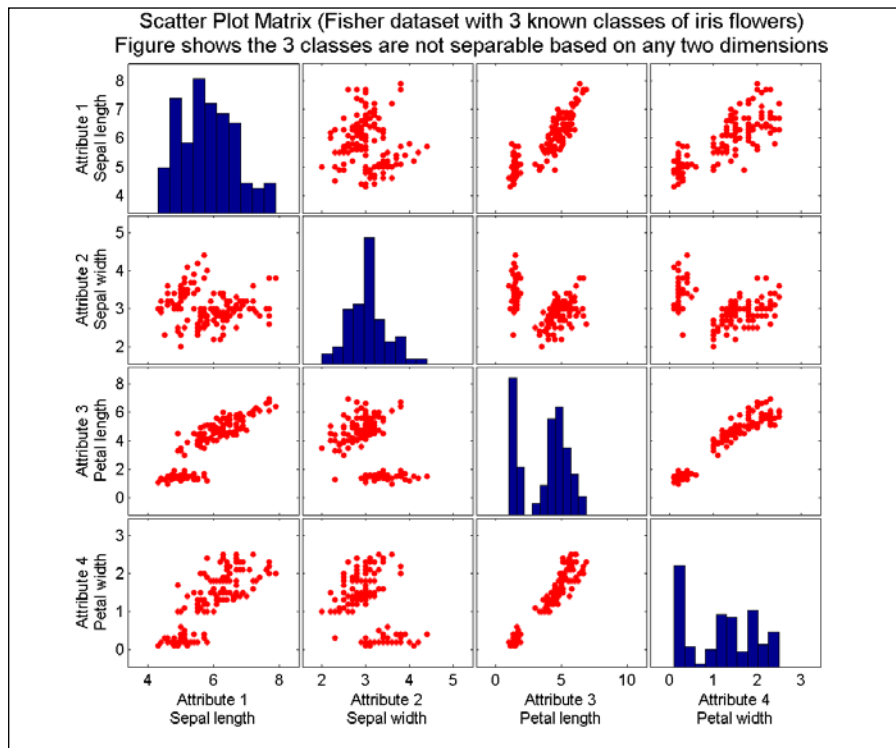 Scatter Plot Matrix (Fisher dataset with 3 known classes of iris flowers)
Figure shows the 3 classes are not separable based on any two dimensions
Attribute 1
Sepal length
8
7
6
5
4
Attribute 2
Sepal width
5
4
3
2
Attribute 3
Petal length
8
6
4
2
0
Attribute 4
Petal width
3
2
1
0
4 6 8
2 3 4 5
0 5 10
0 1 2 3
Attribute 1
Sepal length
Attribute 2
Sepal width
Attribute 3
Petal length
Attribute 4
Petal width